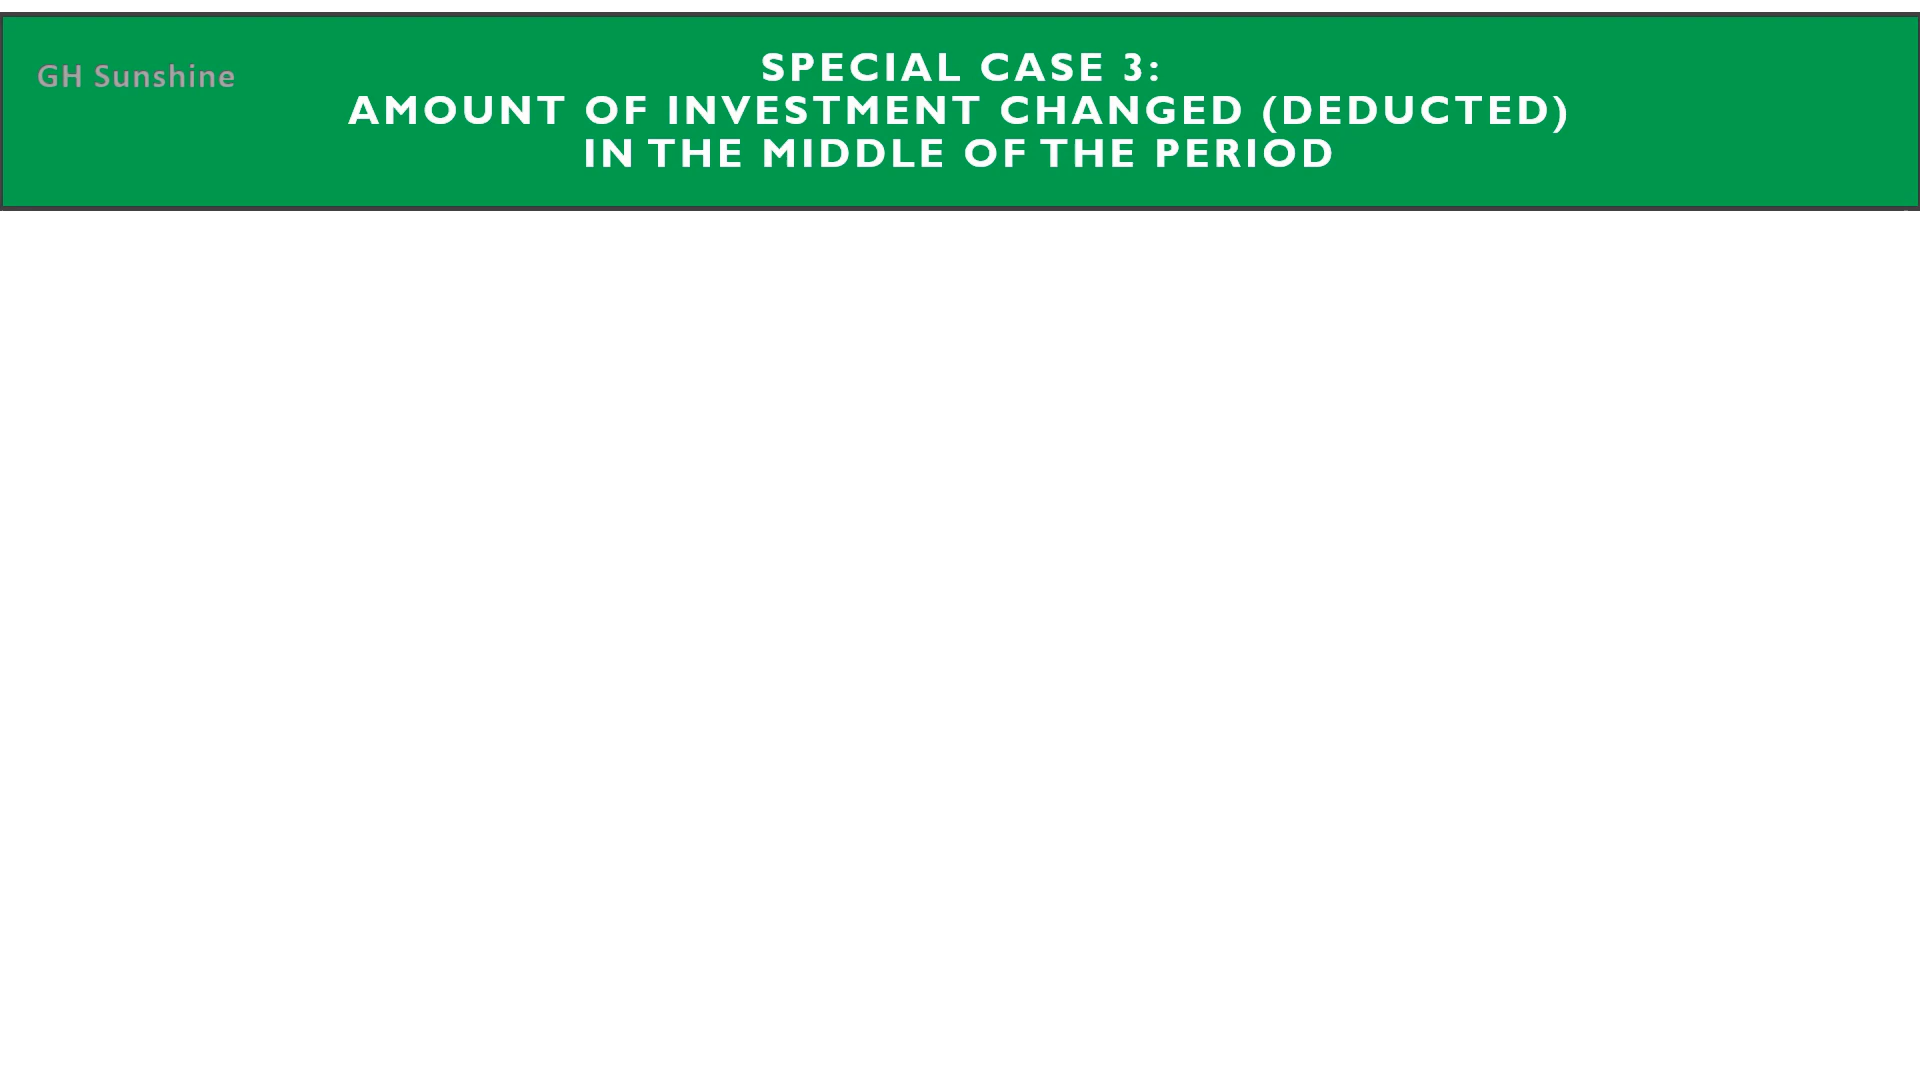 GH Sunshine
SPECIAL CASE 3:
AMOUNT OF INVESTMENT CHANGED (DEDUCTED)
IN THE MIDDLE OF THE PERIOD